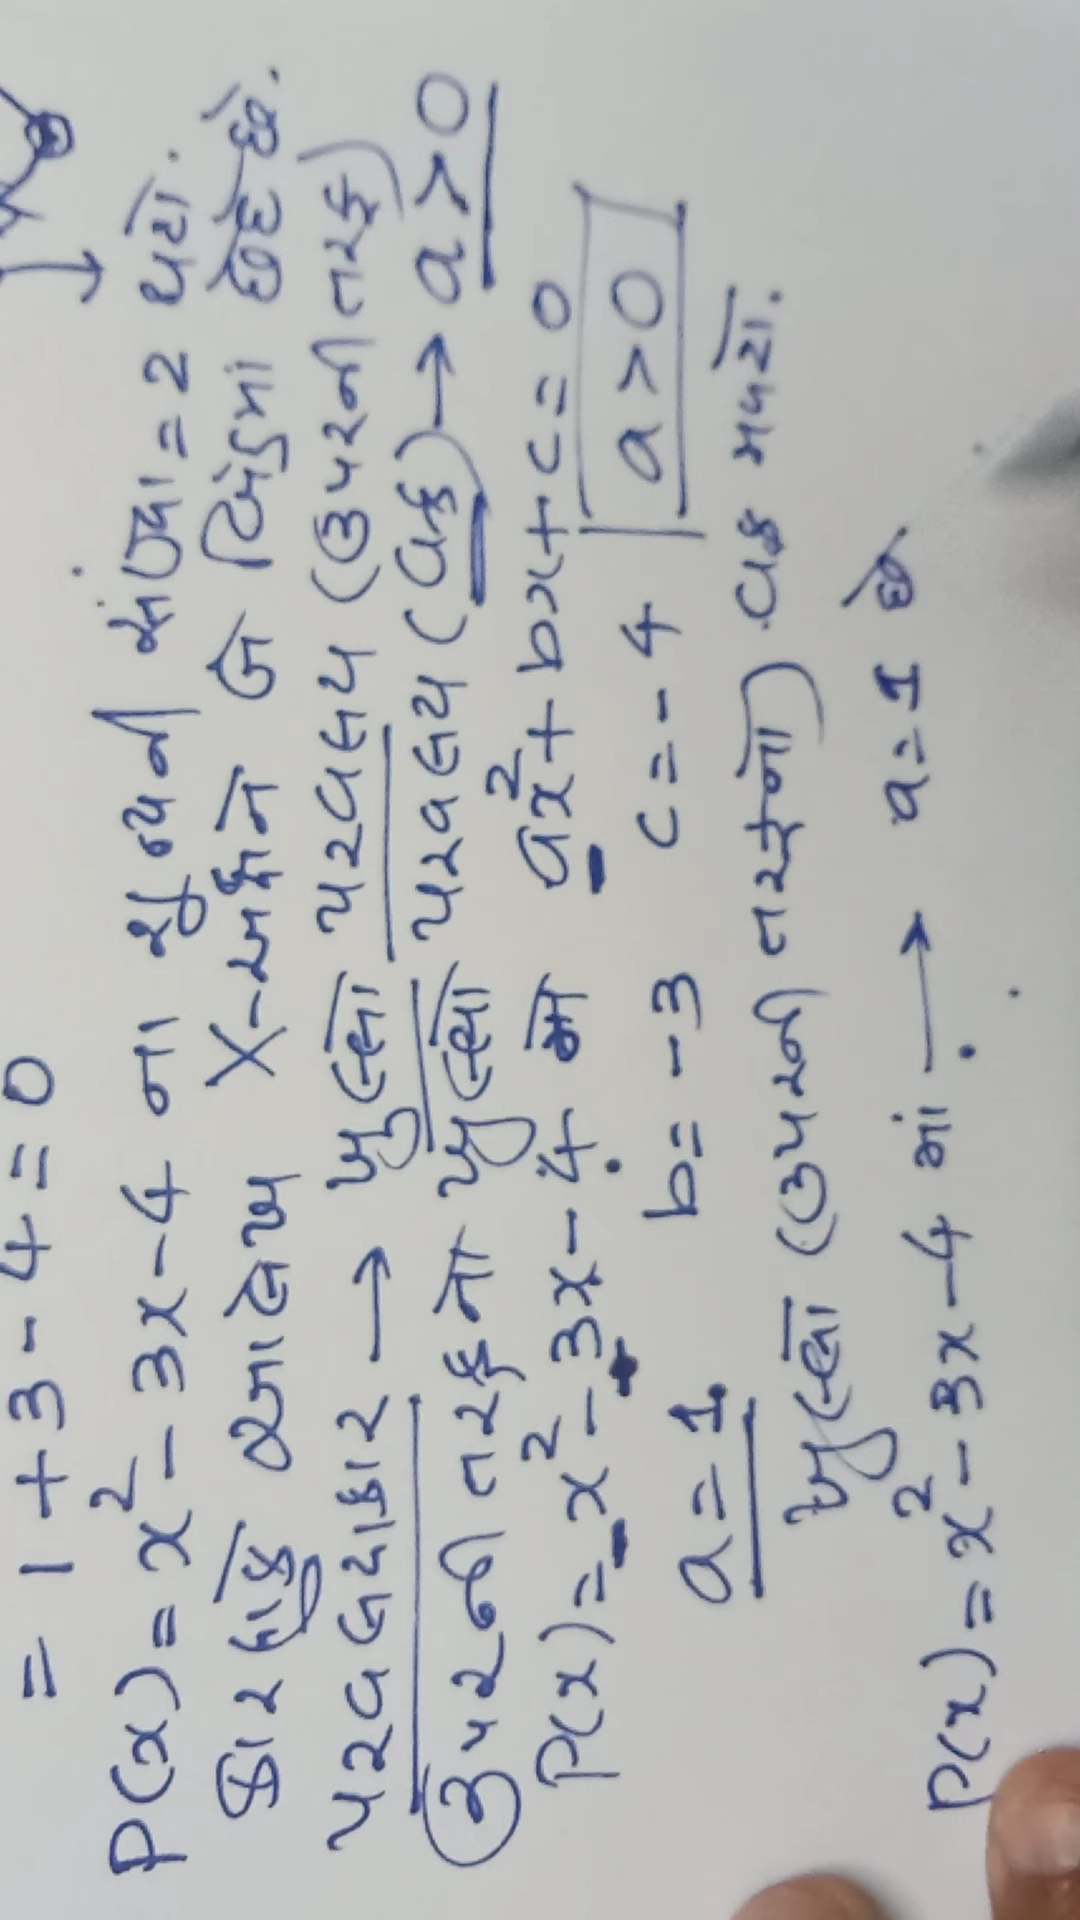 = 1 + 3 - 4 = 0
P(x) = x² - 3x - 4 ના શૂન્યની સંખ્યા = 2 થશે.
કારણકે આલેખ X-અક્ષને બે બિંદુમાં છેદે છે.
પરવલયાકાર → ખુલ્લો પરવલય (ઉપરની તરફ)
ઉપરની તરફના ખુલ્લો પરવલય (વક્ર) → a > 0
P(x) = x² - 3x - 4 ને ax² + bx + c = 0
a = 1 b = -3 c = -4 a > 0
ખુલ્લો (ઉપરની તરફનો) વક્ર મળશે.
P(x) = x² - 3x - 4 માં → a = 1 છે